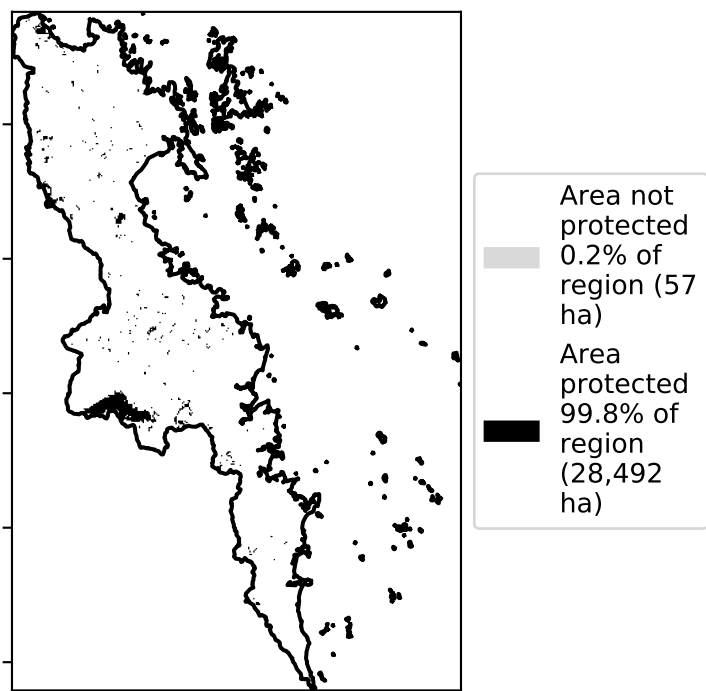 Area not
protected
0.2% of
region (57
ha)
Area
protected
99.8% of
region
(28,492
ha)